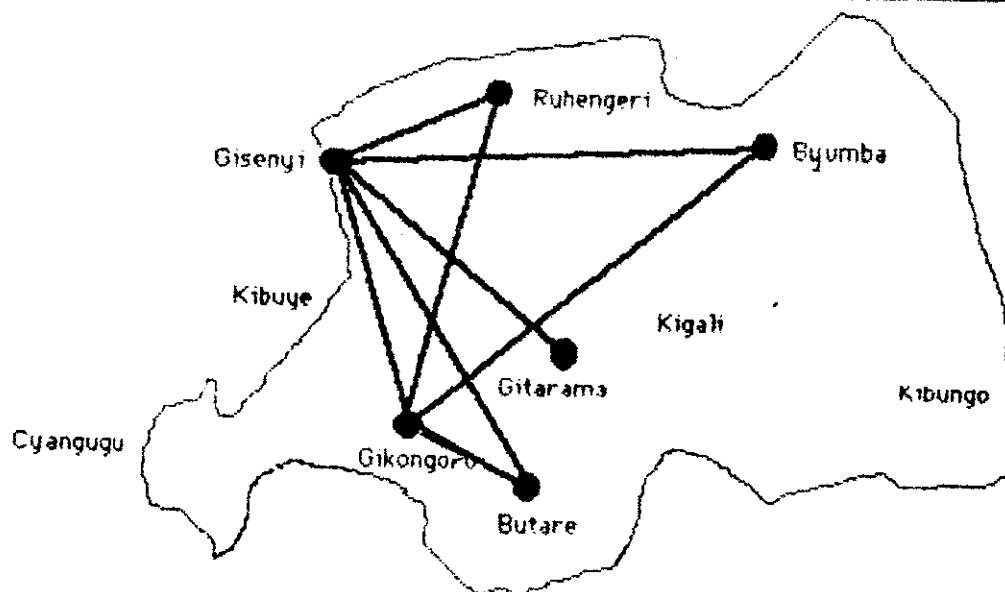 Ruhengeri
Gisenyi
Byumba
Kibuye
Kigali
Gitarama
Kibungo
Cyangugu
Gikongoro
Butare